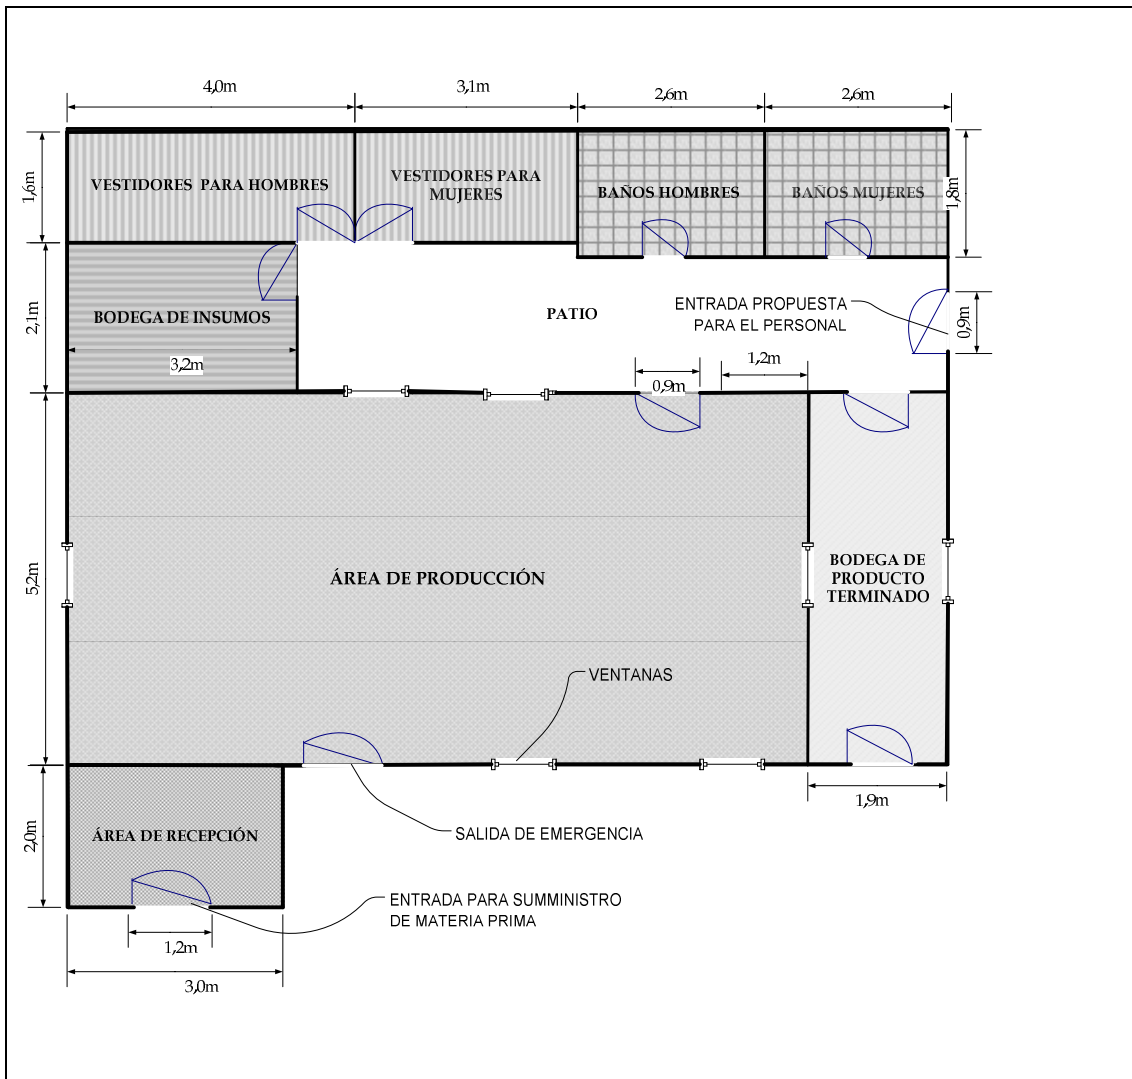 4,0m
3,1m
2,6m
2,6m
1,6m
VESTIDORES PARA HOMBRES
VESTIDORES PARA
MUJERES
BAÑOS HOMBRES
BAÑOS MUJERES
1,8m
2,1m
BODEGA DE INSUMOS
3,2m
PATIO
ENTRADA PROPUESTA
PARA EL PERSONAL
0,9m
0,9m
1,2m
5,2m
ÁREA DE PRODUCCIÓN
BODEGA DE
PRODUCTO
TERMINADO
VENTANAS
1,9m
2,0m
ÁREA DE RECEPCIÓN
SALIDA DE EMERGENCIA
ENTRADA PARA SUMMINISTRO
DE MATERIA PRIMA
1,2m
3,0m